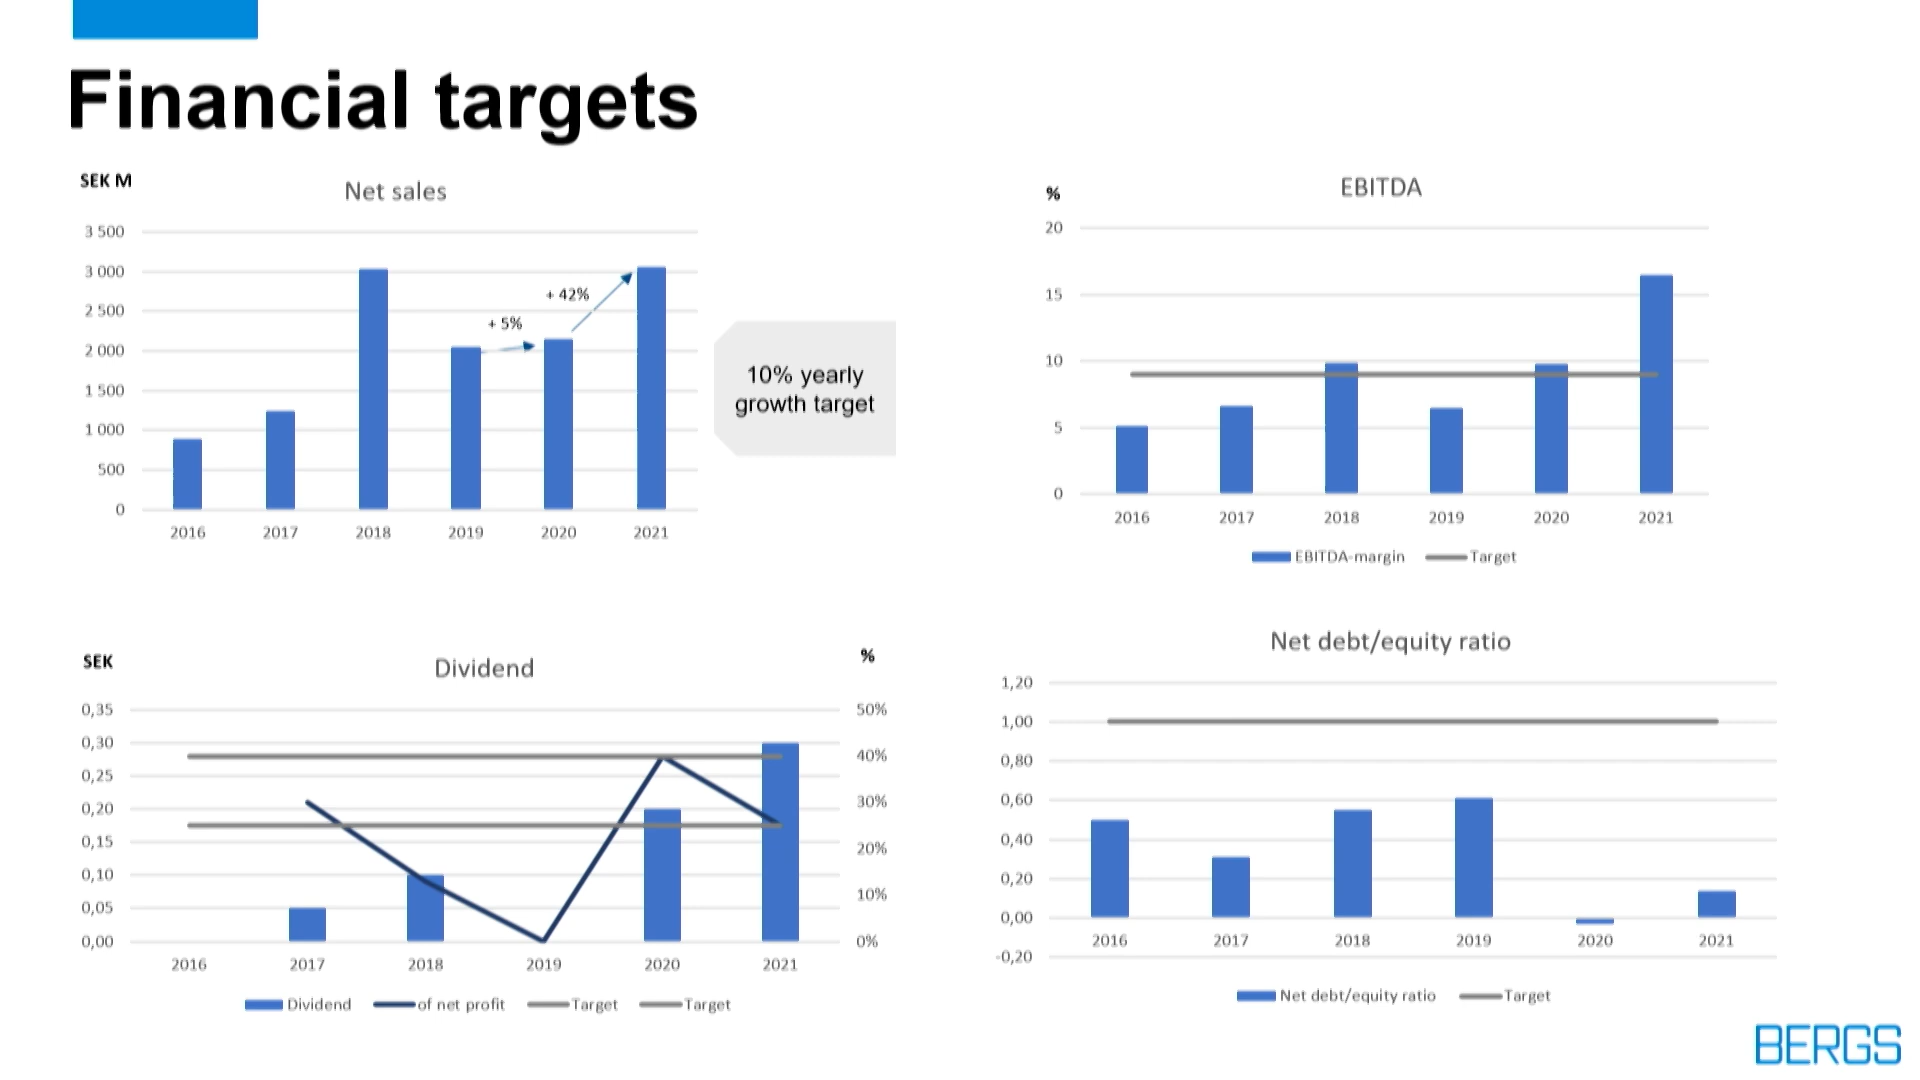 Financial targets
SEK M
Net sales
3 500
3 000
2 500
2 000
1 500
1 000
500
0
+ 5%
+ 42%
2016 2017 2018 2019 2020 2021
10% yearly
growth target
%
EBITDA
20
15
10
5
0
2016 2017 2018 2019 2020 2021
EBITDA-margin Target
SEK
Dividend
%
0,35
0,30
0,25
0,20
0,15
0,10
0,05
0,00
50%
40%
30%
20%
10%
0%
2016 2017 2018 2019 2020 2021
Dividend of net profit Target Target
Net debt/equity ratio
1,20
1,00
0,80
0,60
0,40
0,20
0,00
-0,20
2016 2017 2018 2019 2020 2021
Net debt/equity ratio Target
BERGS